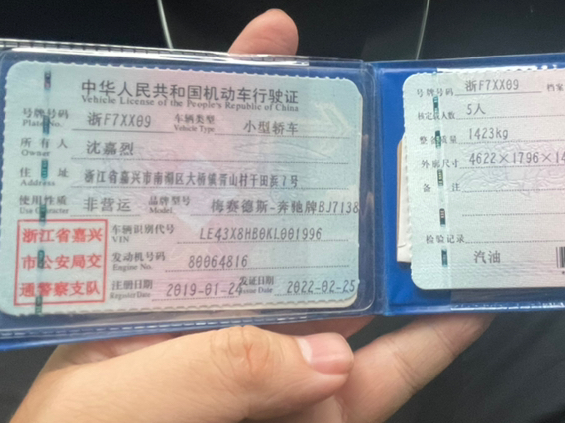 中华人民共和国机动车行驶证
Vehicle License of the People's Republic of China
号牌号码 浙F7XX09 车辆类型 小型轿车
Plate No. Vehicle Type
所有人 沈嘉烈
Owner
住址 浙江省嘉兴市南湖区大桥镇胥山村千田浜7号
Address
使用性质 非营运 品牌型号 梅赛德斯-奔驰牌BJ7138
Use Character Model
浙江省嘉兴
市公安局交
通警察支队
车辆识别代号 LE43X8HB0KL001996
VIN
发动机号码 80064816
Engine No.
注册日期 2019-01-24 发证日期 2022-02-25
Register Date Issue Date
号牌号码 浙F7XX09 档案
核定载人数 5人
整备质量 1423kg
外廓尺寸 4622×1796×14
备注
检验记录
汽油